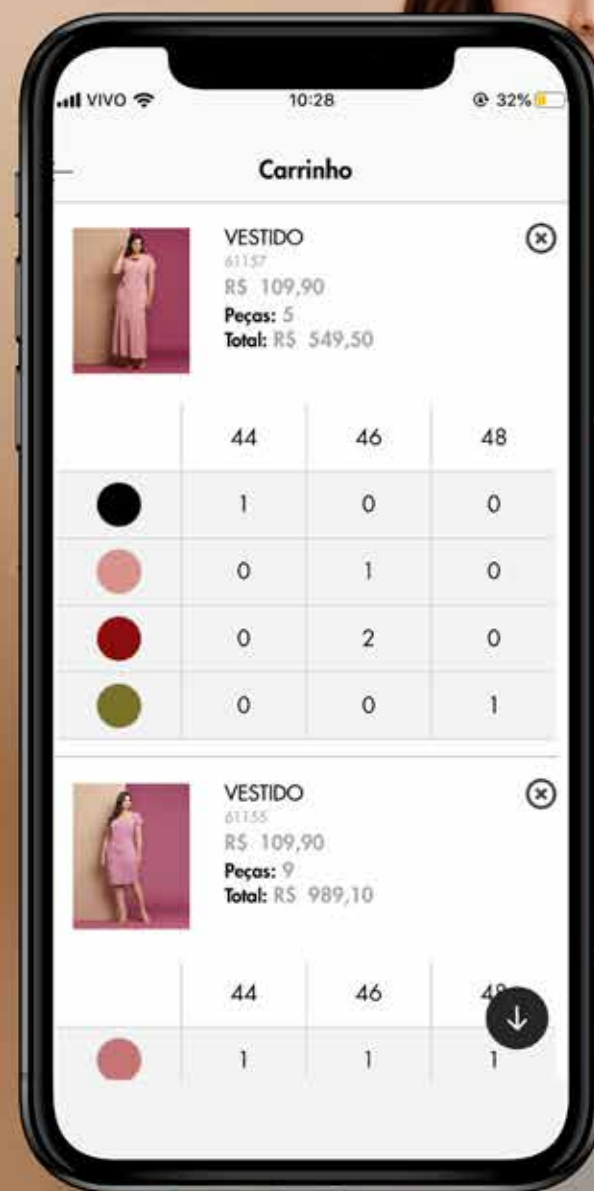 VIVO 10:28 32%
Carrinho
VESTIDO
61157
R$ 109,90
Peças: 5
Total: R$ 549,50
44 46 48
1 0 0
0 1 0
0 2 0
0 0 1
VESTIDO
61155
R$ 109,90
Peças: 9
Total: R$ 989,10
44 46 48
1 1 1